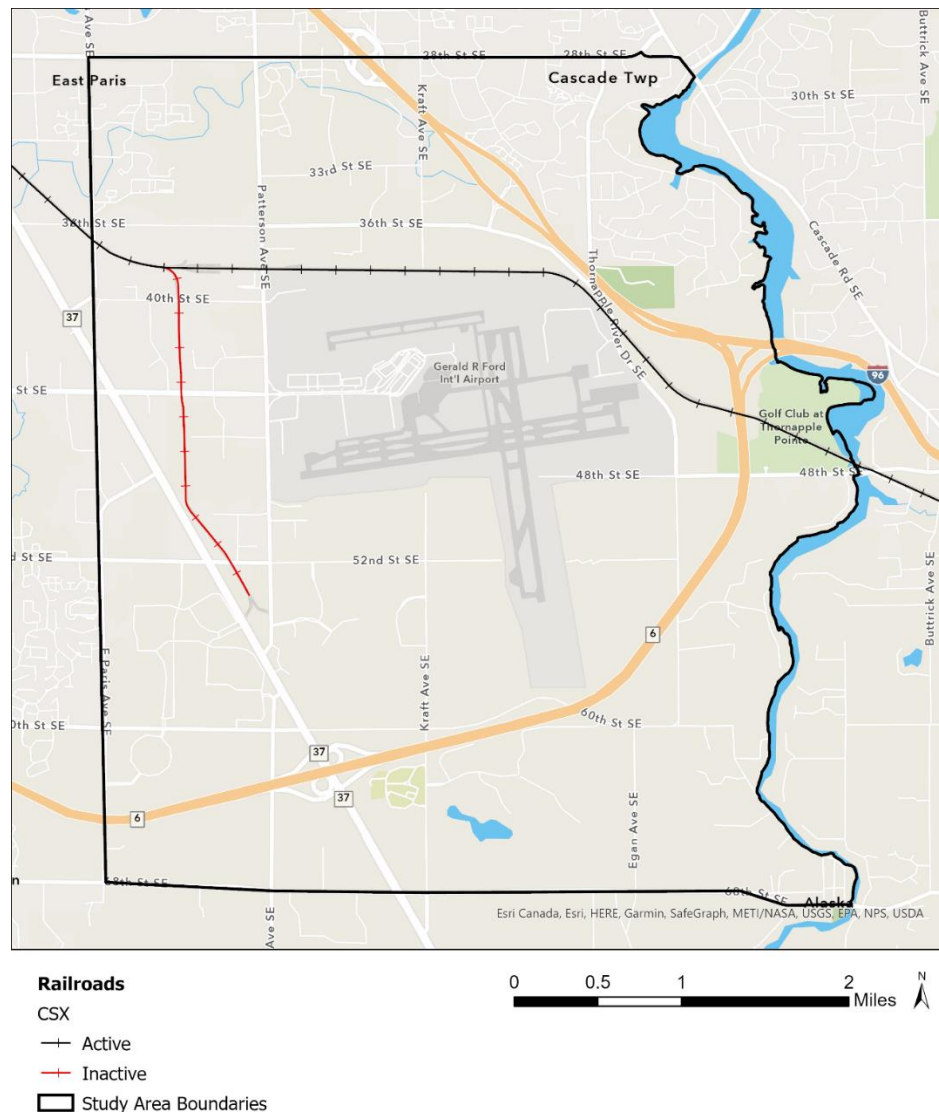 Ave SE
28th St SE
28th St SE
Buttrick Ave SE
East Paris
Cascade Twp
30th St SE
Kraft Ave SE
33rd St SE
Patterson Ave SE
36th St SE
38th St SE
Cascade Rd SE
Thornapple River Dr SE
40th St SE
37
Gerald R Ford
Int'l Airport
96
St SE
Golf Club at
Thornapple
Pointe
48th St SE
48th St SE
d St SE
52nd St SE
6
Buttrick Ave SE
E Paris Ave SE
Kraft Ave SE
0th St SE
60th St SE
37
37
6
Egan Ave SE
n
68th St SE
68th St SE
Alaska
Ave SE
Esri Canada, Esri, HERE, Garmin, SafeGraph, METI/NASA, USGS, EPA, NPS, USDA
Railroads
CSX
Active
Inactive
Study Area Boundaries
0 0.5 1 2
Miles
N